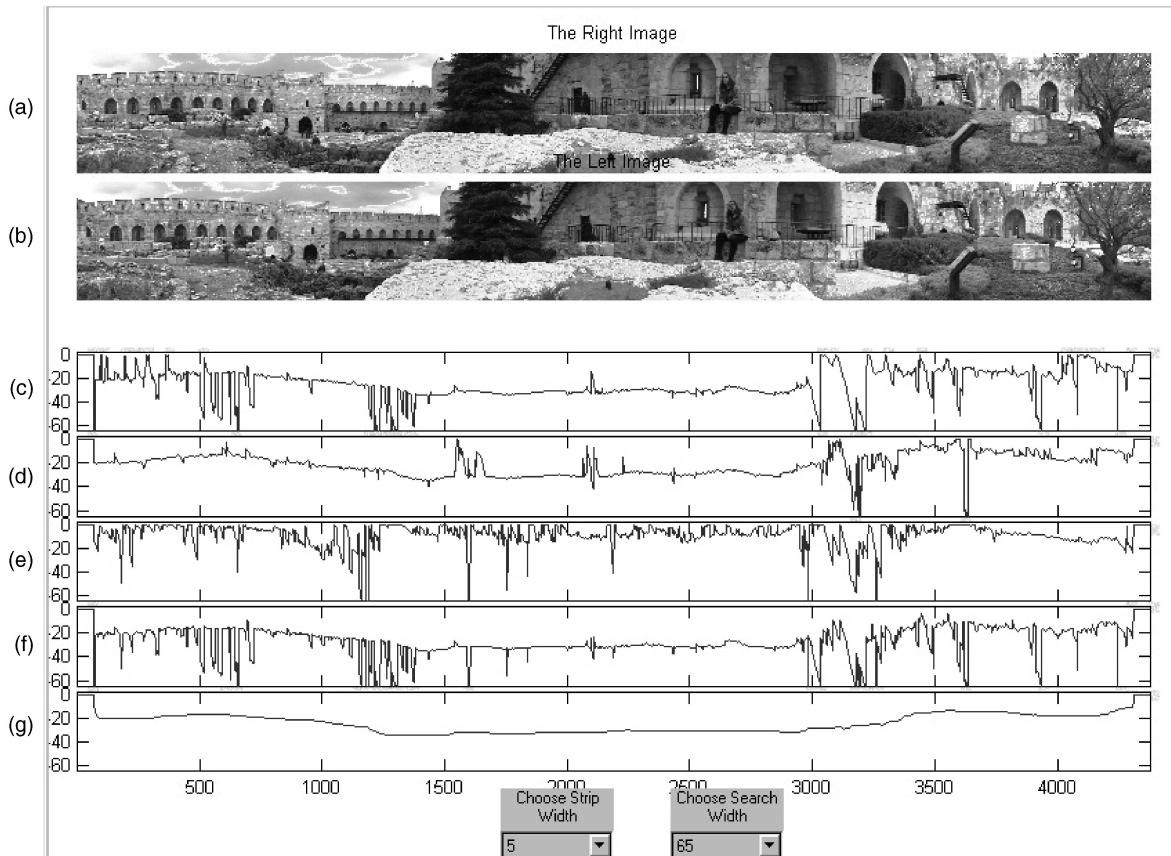 The Right Image
(a)
The Left Image
(b)
0
-20
-40
-60
(c)
0
-20
-40
-60
(d)
0
-20
-40
-60
(e)
0
-20
-40
-60
(f)
0
-20
-40
-60
(g)
500 1000 1500 2000 2500 3000 3500 4000
Choose Strip Width
5
Choose Search Width
65